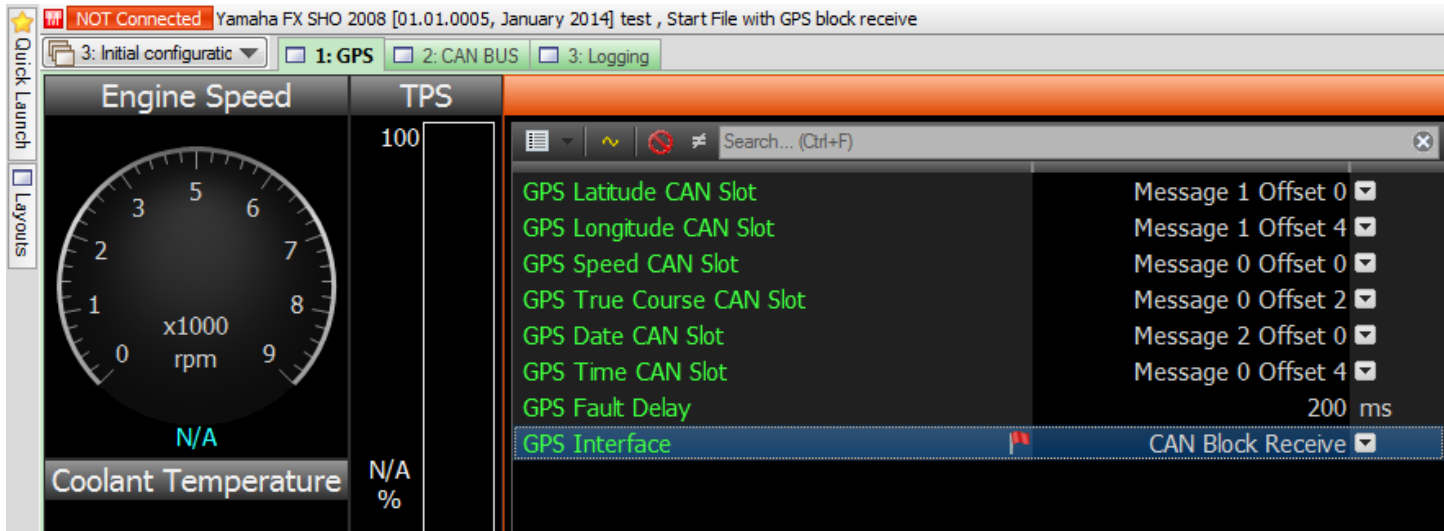 NOT Connected Yamaha FX SHO 2008 [01.01.0005, January 2014] test , Start File with GPS block receive
Quick Launch
Layouts
3: Initial configuratic
1: GPS
2: CAN BUS
3: Logging
Engine Speed
TPS
0
1
2
3
5
6
7
8
9
x1000
rpm
N/A
Coolant Temperature
100
N/A
%
Search... (Ctrl+F)
GPS Latitude CAN Slot Message 1 Offset 0
GPS Longitude CAN Slot Message 1 Offset 4
GPS Speed CAN Slot Message 0 Offset 0
GPS True Course CAN Slot Message 0 Offset 2
GPS Date CAN Slot Message 2 Offset 0
GPS Time CAN Slot Message 0 Offset 4
GPS Fault Delay 200 ms
GPS Interface CAN Block Receive